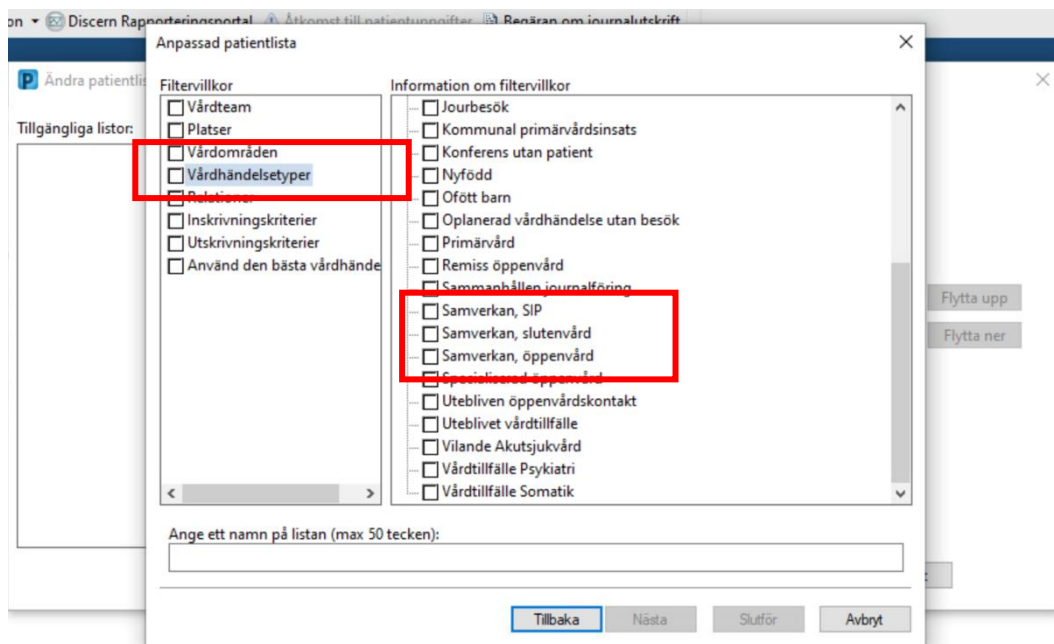 on Discern Rapporteringsportal Åtkomst till patientuppgifter Begäran om journalutskrift
Anpassad patientlista
P Ändra patientlis
Tillgängliga listor:
Filtervillkor
Vårdteam
Platser
Vårdområden
Vårdhändelsetyper
Relationer
Inskrivningskriterier
Utskrivningskriterier
Använd den bästa vårdhände
Information om filtervillkor
Jourbesök
Kommunal primärvårdsinsats
Konferens utan patient
Nyfödd
Ofött barn
Oplanerad vårdhändelse utan besök
Primärvård
Remiss öppenvård
Sammanhållen journalföring
Samverkan, SIP
Samverkan, slutenvård
Samverkan, öppenvård
Specialiserad öppenvård
Utebliven öppenvårdskontakt
Uteblivet vårdtillfälle
Vilande Akutsjukvård
Vårdtillfälle Psykiatri
Vårdtillfälle Somatik
Flytta upp
Flytta ner
Ange ett namn på listan (max 50 tecken):
Tillbaka Nästa Slutför Avbryt